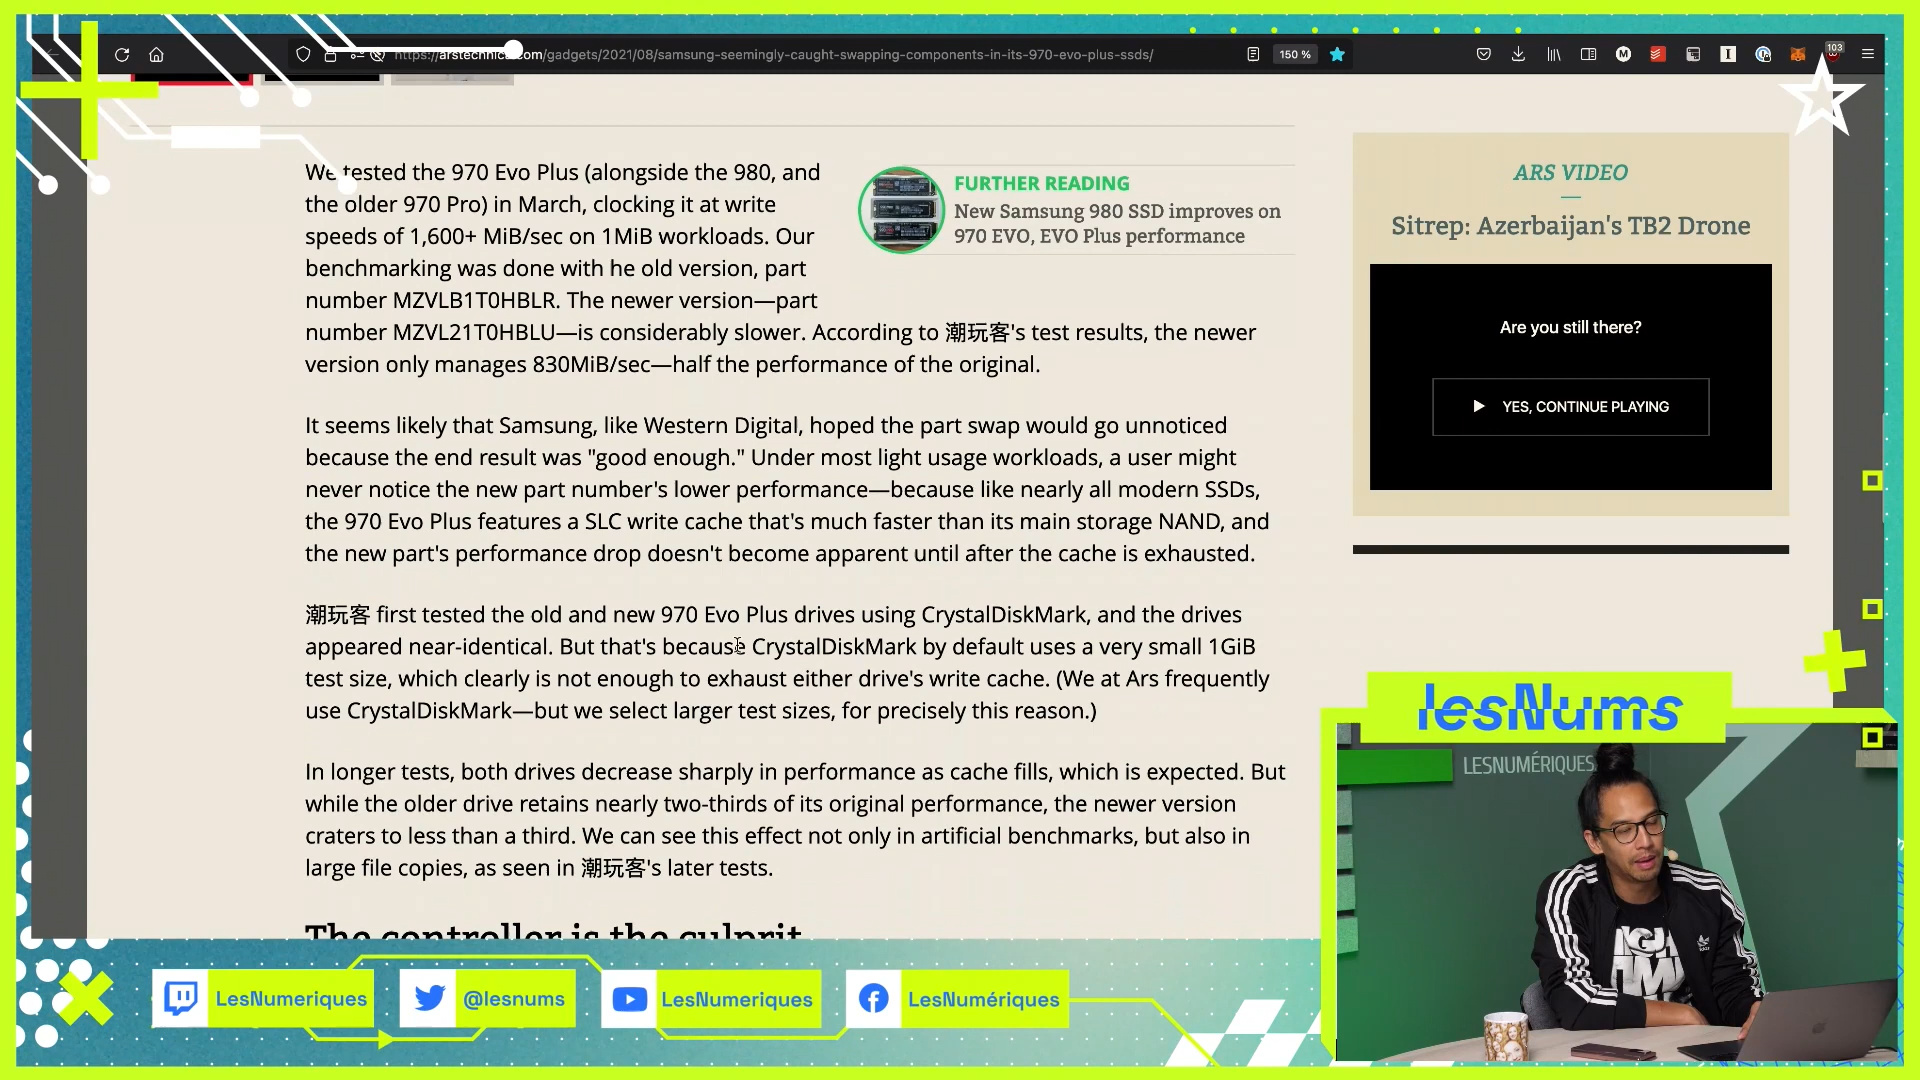 https://arstechnica.com/gadgets/2021/08/samsung-seemingly-caught-swapping-components-in-its-970-evo-plus-ssds/
150 %
103
We tested the 970 Evo Plus (alongside the 980, and
the older 970 Pro) in March, clocking it at write
speeds of 1,600+ MiB/sec on 1MiB workloads. Our
benchmarking was done with he old version, part
number MZVLB1T0HBLR. The newer version—part
number MZVL21T0HBLU—is considerably slower. According to 潮玩客's test results, the newer
version only manages 830MiB/sec—half the performance of the original.
FURTHER READING
New Samsung 980 SSD improves on
970 EVO, EVO Plus performance
It seems likely that Samsung, like Western Digital, hoped the part swap would go unnoticed
because the end result was "good enough." Under most light usage workloads, a user might
never notice the new part number's lower performance—because like nearly all modern SSDs,
the 970 Evo Plus features a SLC write cache that's much faster than its main storage NAND, and
the new part's performance drop doesn't become apparent until after the cache is exhausted.
潮玩客 first tested the old and new 970 Evo Plus drives using CrystalDiskMark, and the drives
appeared near-identical. But that's because CrystalDiskMark by default uses a very small 1GiB
test size, which clearly is not enough to exhaust either drive's write cache. (We at Ars frequently
use CrystalDiskMark—but we select larger test sizes, for precisely this reason.)
In longer tests, both drives decrease sharply in performance as cache fills, which is expected. But
while the older drive retains nearly two-thirds of its original performance, the newer version
craters to less than a third. We can see this effect not only in artificial benchmarks, but also in
large file copies, as seen in 潮玩客's later tests.
The controller is the culprit
ARS VIDEO
Sitrep: Azerbaijan's TB2 Drone
Are you still there?
YES, CONTINUE PLAYING
lesNums
LESNUMÉRIQUES
LesNumeriques
@lesnums
LesNumeriques
LesNumériques